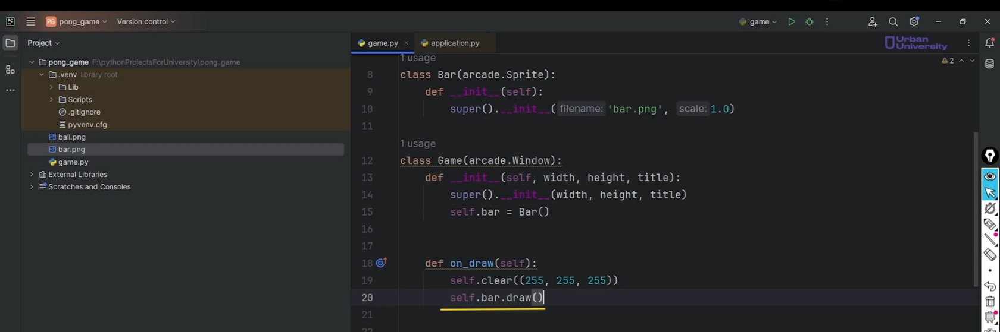 PC PG pong_game Version control game
Project
game.py application.py Urban University
pong_game F:\pythonProjectsForUniversity\pong_game
.venv library root
Lib
Scripts
.gitignore
pyvenv.cfg
ball.png
bar.png
game.py
External Libraries
Scratches and Consoles
1 usage
2
8 class Bar(arcade.Sprite):
9 def __init__(self):
10 super().__init__( filename: 'bar.png', scale: 1.0)
11
1 usage
12 class Game(arcade.Window):
13 def __init__(self, width, height, title):
14 super().__init__(width, height, title)
15 self.bar = Bar()
16
17
18 def on_draw(self):
19 self.clear((255, 255, 255))
20 self.bar.draw()
21
22